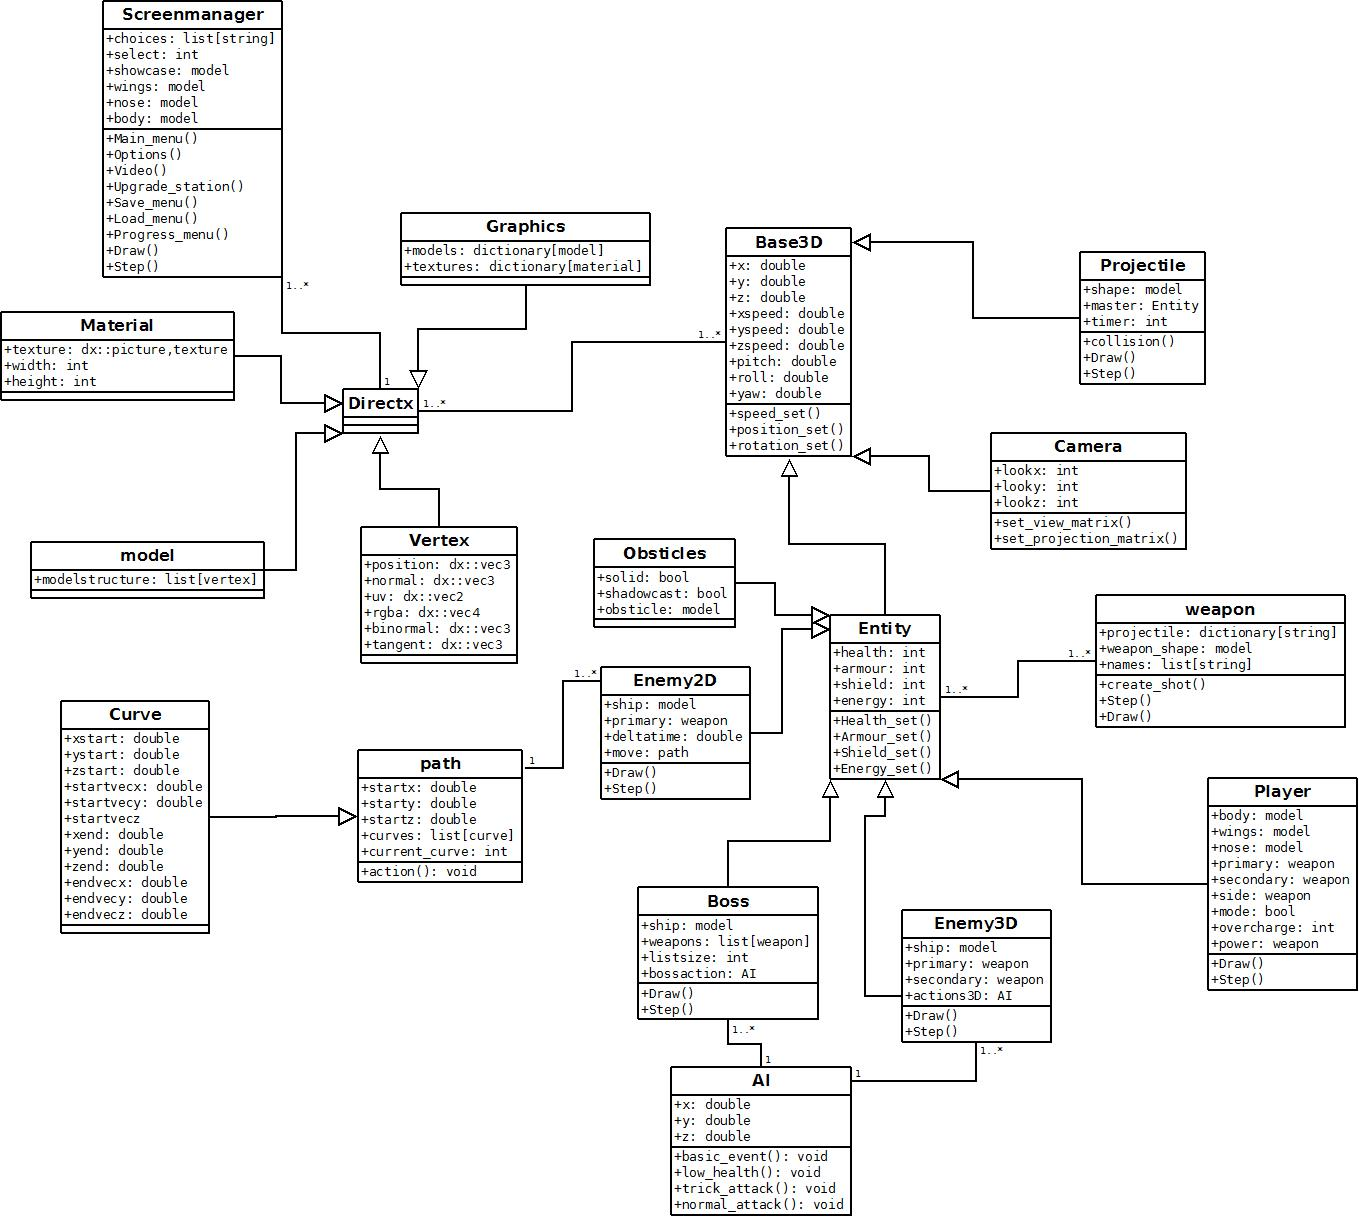 Screenmanager
+choices: list[string]
+select: int
+showcase: model
+wings: model
+nose: model
+body: model
+Main_menu()
+Options()
+Video()
+Upgrade_station()
+Save_menu()
+Load_menu()
+Progress_menu()
+Draw()
+Step()
1..*
Graphics
+models: dictionary[model]
+textures: dictionary[material]
Base3D
+x: double
+y: double
+z: double
+xspeed: double
+yspeed: double
+zspeed: double
+pitch: double
+roll: double
+yaw: double
+speed_set()
+position_set()
+rotation_set()
1..*
Projectile
+shape: model
+master: Entity
+timer: int
+collision()
+Draw()
+Step()
Material
+texture: dx::picture,texture
+width: int
+height: int
1
Directx
1..*
Camera
+lookx: int
+looky: int
+lookz: int
+set_view_matrix()
+set_projection_matrix()
model
+modelstructure: list[vertex]
Vertex
+position: dx::vec3
+normal: dx::vec3
+uv: dx::vec2
+rgba: dx::vec4
+binormal: dx::vec3
+tangent: dx::vec3
Obsticles
+solid: bool
+shadowcast: bool
+obsticle: model
Entity
+health: int
+armour: int
+shield: int
+energy: int
+Health_set()
+Armour_set()
+Shield_set()
+Energy_set()
1..*
1..*
weapon
+projectile: dictionary[string]
+weapon_shape: model
+names: list[string]
+create_shot()
+Step()
+Draw()
1..*
Enemy2D
+ship: model
+primary: weapon
+deltatime: double
+move: path
+Draw()
+Step()
Curve
+xstart: double
+ystart: double
+zstart: double
+startvecx: double
+startvecy: double
+startvecz
+xend: double
+yend: double
+zend: double
+endvecx: double
+endvecy: double
+endvecz: double
path
+startx: double
+starty: double
+startz: double
+curves: list[curve]
+current_curve: int
+action(): void
1
Player
+body: model
+wings: model
+nose: model
+primary: weapon
+secondary: weapon
+side: weapon
+mode: bool
+overcharge: int
+power: weapon
+Draw()
+Step()
Boss
+ship: model
+weapons: list[weapon]
+listsize: int
+bossaction: AI
+Draw()
+Step()
1..*
Enemy3D
+ship: model
+primary: weapon
+secondary: weapon
+actions3D: AI
+Draw()
+Step()
1..*
1
1
AI
+x: double
+y: double
+z: double
+basic_event(): void
+low_health(): void
+trick_attack(): void
+normal_attack(): void